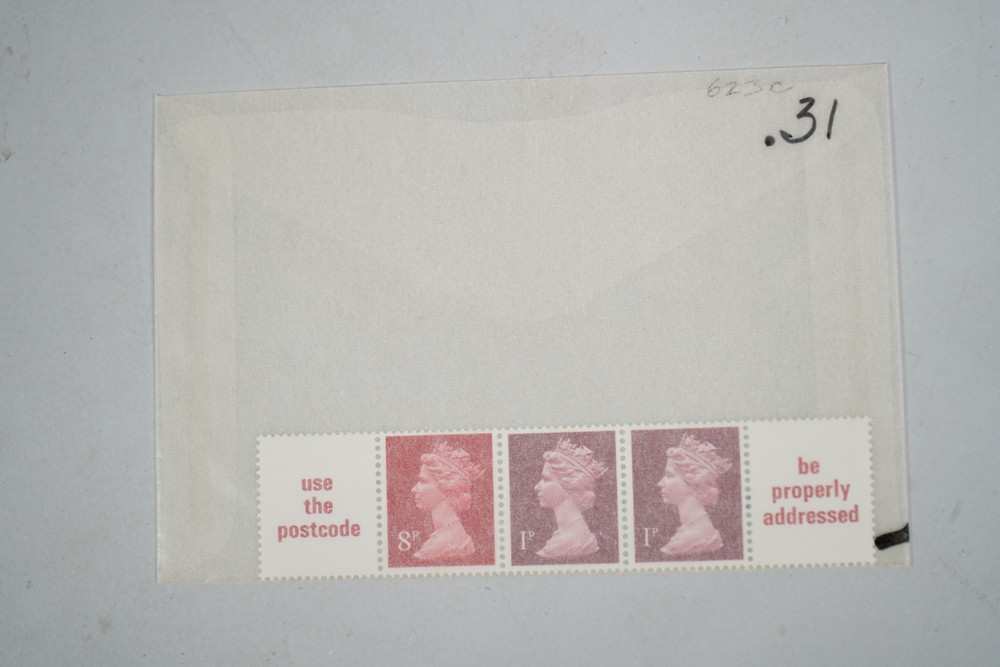 623c
.31
use
the
postcode
8P
1P
1P
be
properly
addressed